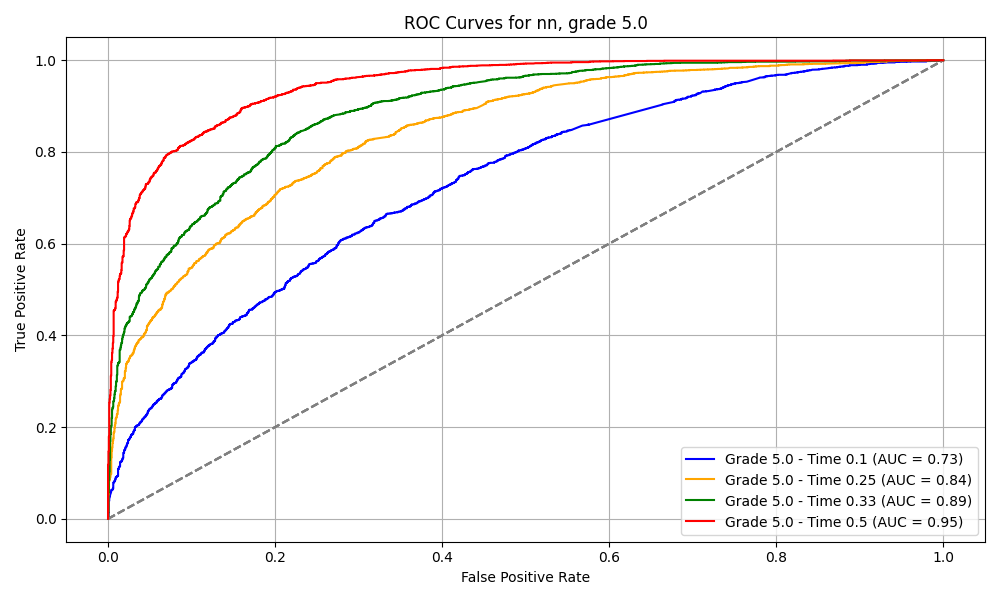 ROC Curves for nn, grade 5.0
True Positive Rate
1.0
0.8
0.6
0.4
0.2
0.0
Grade 5.0 - Time 0.1 (AUC = 0.73)
Grade 5.0 - Time 0.25 (AUC = 0.84)
Grade 5.0 - Time 0.33 (AUC = 0.89)
Grade 5.0 - Time 0.5 (AUC = 0.95)
0.0 0.2 0.4 0.6 0.8 1.0
False Positive Rate